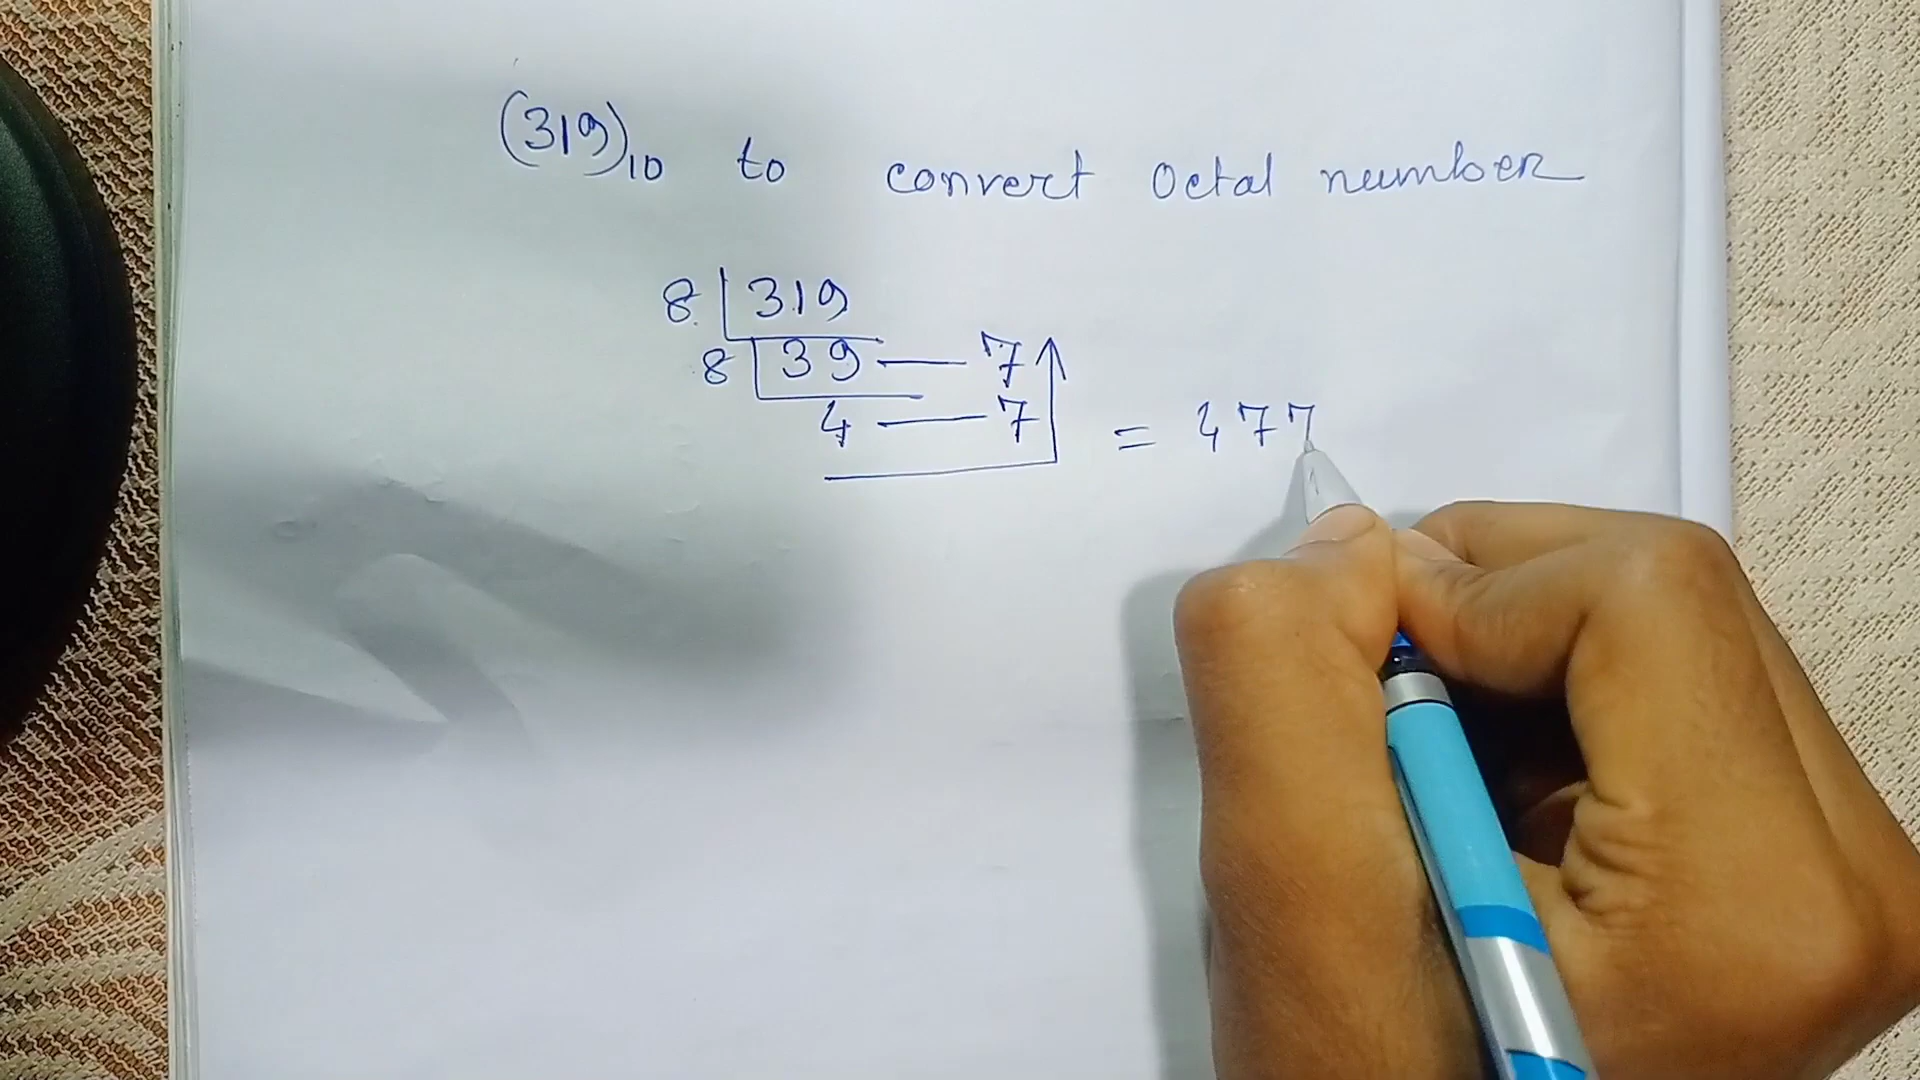 (319)10 to convert Octal number
8 319
8 39 — 7
4 — 7
= 477